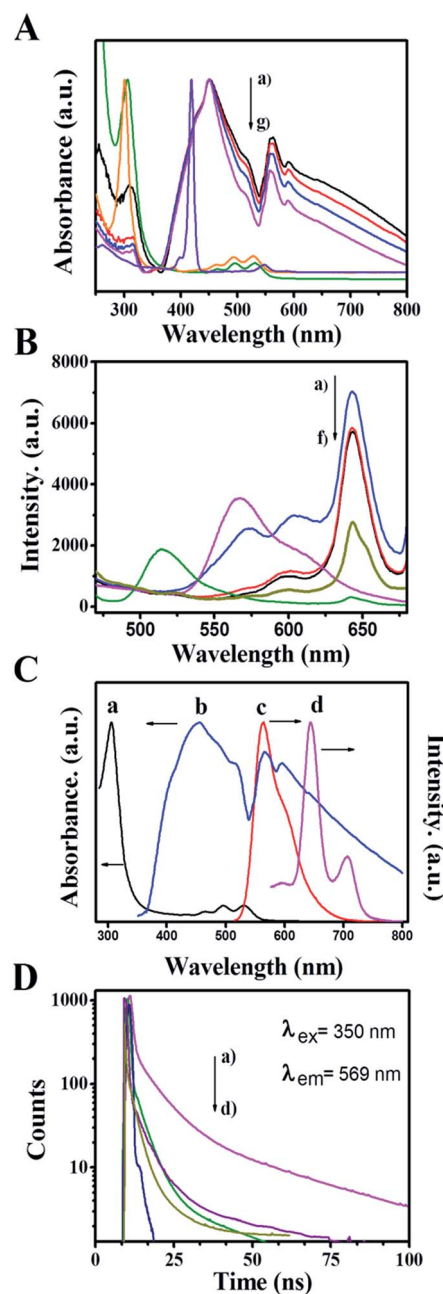 A
Absorbance (a.u.)
a)
g)
300 400 500 600 700 800
Wavelength (nm)
B
8000
6000
4000
2000
0
Intensity. (a.u.)
a)
f)
500 550 600 650
Wavelength (nm)
C
a b c d
Absorbance. (a.u.)
Intensity. (a.u.)
300 400 500 600 700 800
Wavelength (nm)
D
1000
100
10
Counts
λex= 350 nm
λem= 569 nm
a)
d)
0 25 50 75 100
Time (ns)